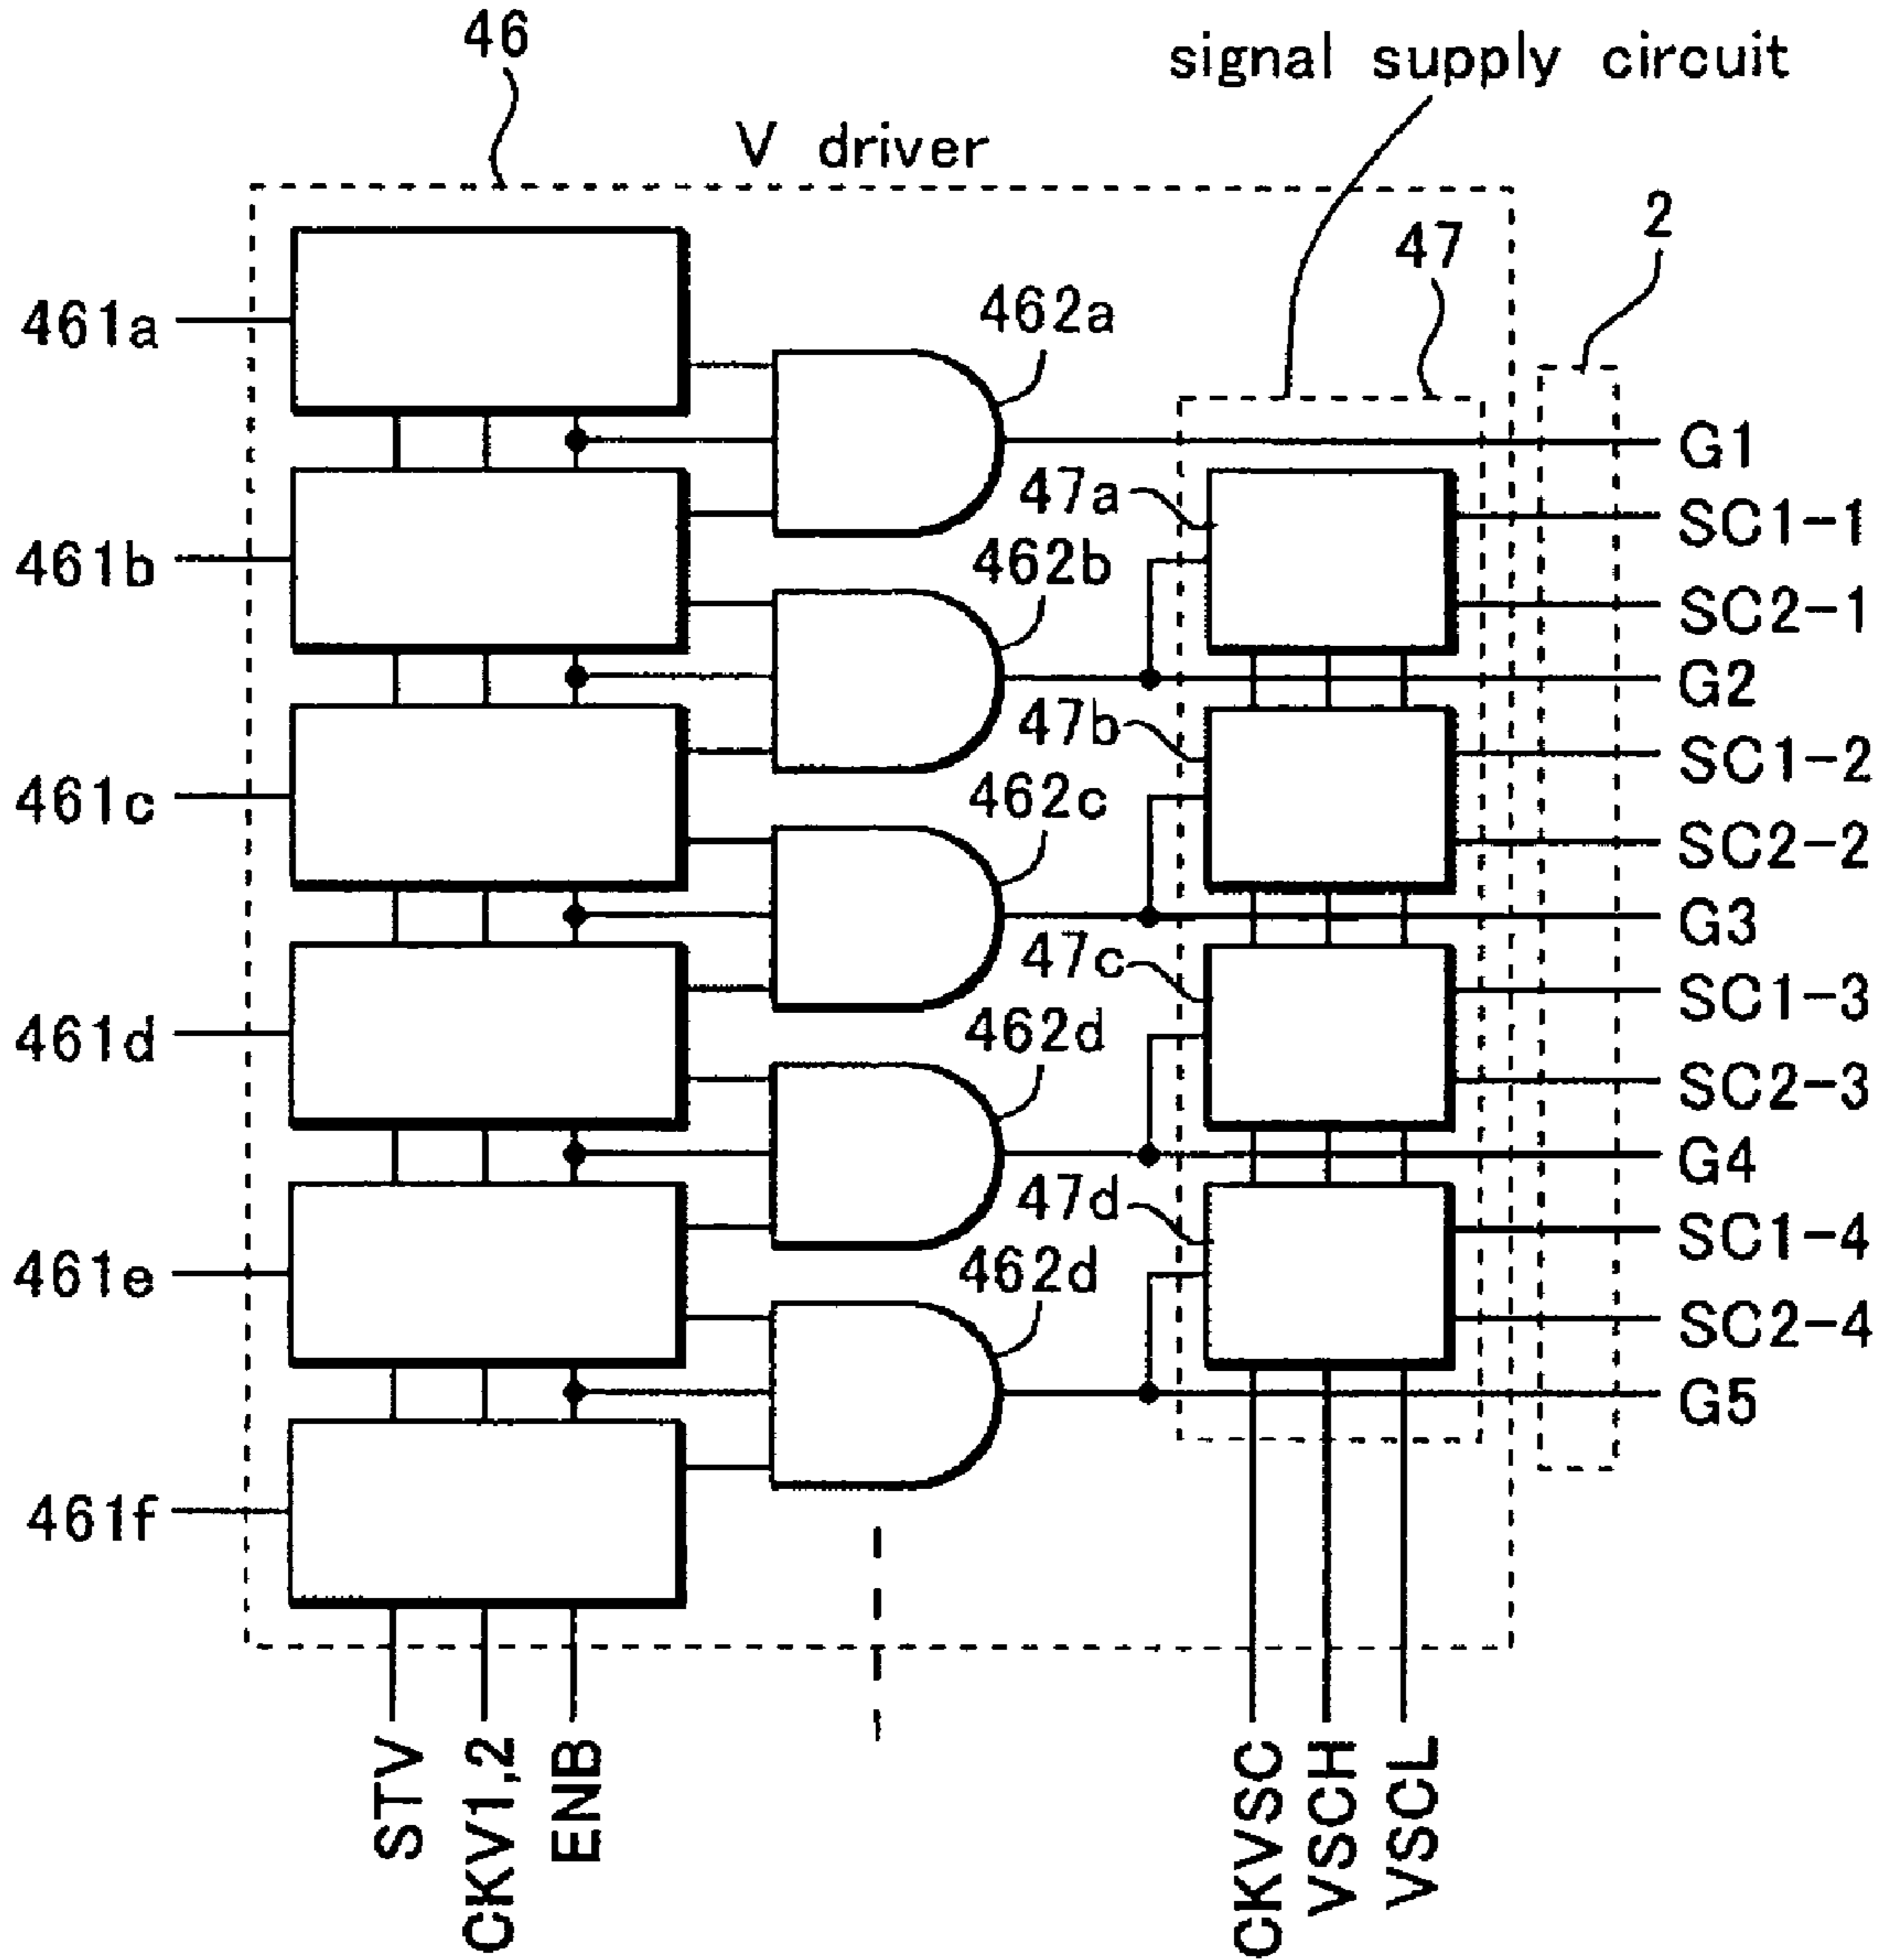 46
signal supply circuit
V driver
2
47
461a
462a
G1
47a
SC1-1
461b
462b
SC2-1
G2
47b
SC1-2
461c
462c
SC2-2
G3
47c
SC1-3
461d
462d
SC2-3
G4
47d
SC1-4
461e
462d
SC2-4
G5
461f
STV
CKV1,2
ENB
CKVSC
VSCH
VSCL